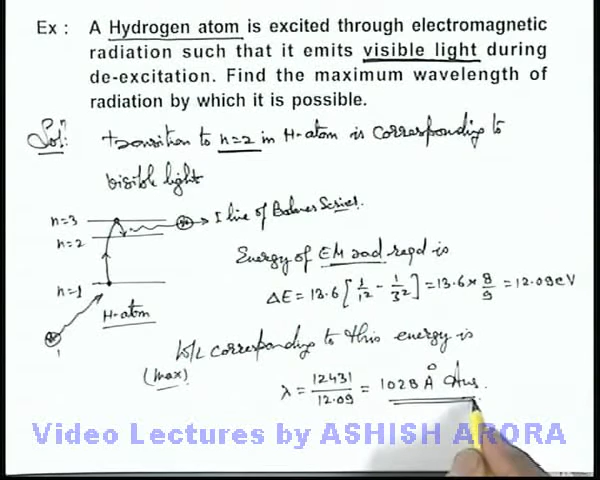 Ex : A Hydrogen atom is excited through electromagnetic
radiation such that it emits visible light during
de-excitation. Find the maximum wavelength of
radiation by which it is possible.
Sol: transition to n=2 in H-atom is corresponding to
visible light
n=3
I line of Balmer Series.
n=2
Energy of EM rad reqd is
n=1
ΔE = 13.6 [1/1² - 1/3²] = 13.6 × 8/9 = 12.09 eV
H-atom
W/L corresponding to this energy is
(max)
λ = 12431/12.09 = 1028 Å Ans.
Video Lectures by ASHISH ARORA